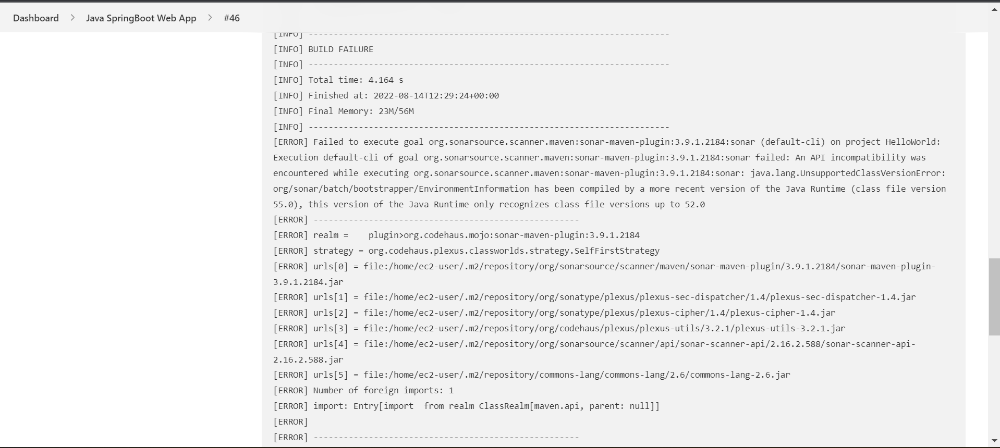 Dashboard > Java SpringBoot Web App > #46
[INFO] ------------------------------------------------------------------------
[INFO] BUILD FAILURE
[INFO] ------------------------------------------------------------------------
[INFO] Total time: 4.164 s
[INFO] Finished at: 2022-08-14T12:29:24+00:00
[INFO] Final Memory: 23M/56M
[INFO] ------------------------------------------------------------------------
[ERROR] Failed to execute goal org.sonarsource.scanner.maven:sonar-maven-plugin:3.9.1.2184:sonar (default-cli) on project HelloWorld:
Execution default-cli of goal org.sonarsource.scanner.maven:sonar-maven-plugin:3.9.1.2184:sonar failed: An API incompatibility was
encountered while executing org.sonarsource.scanner.maven:sonar-maven-plugin:3.9.1.2184:sonar: java.lang.UnsupportedClassVersionError:
org/sonar/batch/bootstrapper/EnvironmentInformation has been compiled by a more recent version of the Java Runtime (class file version
55.0), this version of the Java Runtime only recognizes class file versions up to 52.0
[ERROR] -----------------------------------------------------
[ERROR] realm =    plugin>org.codehaus.mojo:sonar-maven-plugin:3.9.1.2184
[ERROR] strategy = org.codehaus.plexus.classworlds.strategy.SelfFirstStrategy
[ERROR] urls[0] = file:/home/ec2-user/.m2/repository/org/sonarsource/scanner/maven/sonar-maven-plugin/3.9.1.2184/sonar-maven-plugin-
3.9.1.2184.jar
[ERROR] urls[1] = file:/home/ec2-user/.m2/repository/org/sonatype/plexus/plexus-sec-dispatcher/1.4/plexus-sec-dispatcher-1.4.jar
[ERROR] urls[2] = file:/home/ec2-user/.m2/repository/org/sonatype/plexus/plexus-cipher/1.4/plexus-cipher-1.4.jar
[ERROR] urls[3] = file:/home/ec2-user/.m2/repository/org/codehaus/plexus/plexus-utils/3.2.1/plexus-utils-3.2.1.jar
[ERROR] urls[4] = file:/home/ec2-user/.m2/repository/org/sonarsource/scanner/api/sonar-scanner-api/2.16.2.588/sonar-scanner-api-
2.16.2.588.jar
[ERROR] urls[5] = file:/home/ec2-user/.m2/repository/commons-lang/commons-lang/2.6/commons-lang-2.6.jar
[ERROR] Number of foreign imports: 1
[ERROR] import: Entry[import  from realm ClassRealm[maven.api, parent: null]]
[ERROR]
[ERROR] -----------------------------------------------------